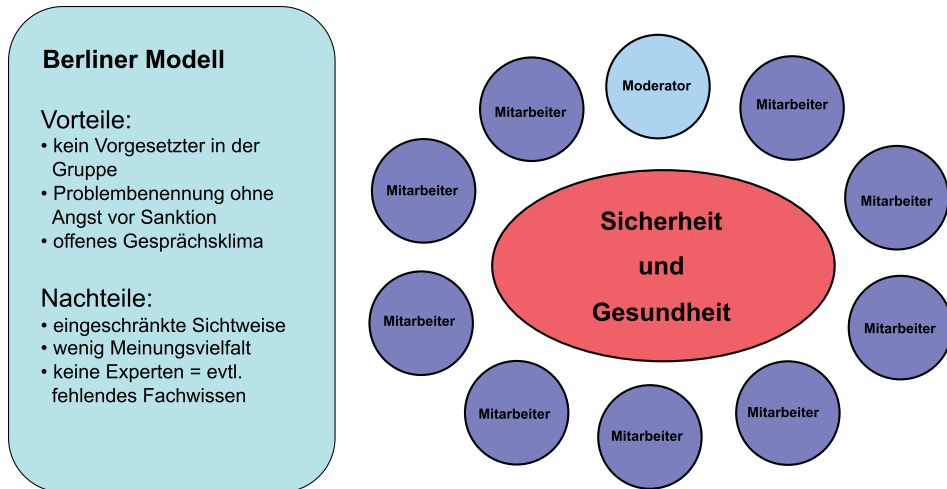 Berliner Modell
Vorteile:
• kein Vorgesetzter in der
Gruppe
• Problembenennung ohne
Angst vor Sanktion
• offenes Gesprächsklima
Nachteile:
• eingeschränkte Sichtweise
• wenig Meinungsvielfalt
• keine Experten = evtl.
fehlendes Fachwissen
Moderator
Mitarbeiter
Mitarbeiter
Mitarbeiter
Mitarbeiter
Sicherheit
und
Gesundheit
Mitarbeiter
Mitarbeiter
Mitarbeiter
Mitarbeiter
Mitarbeiter